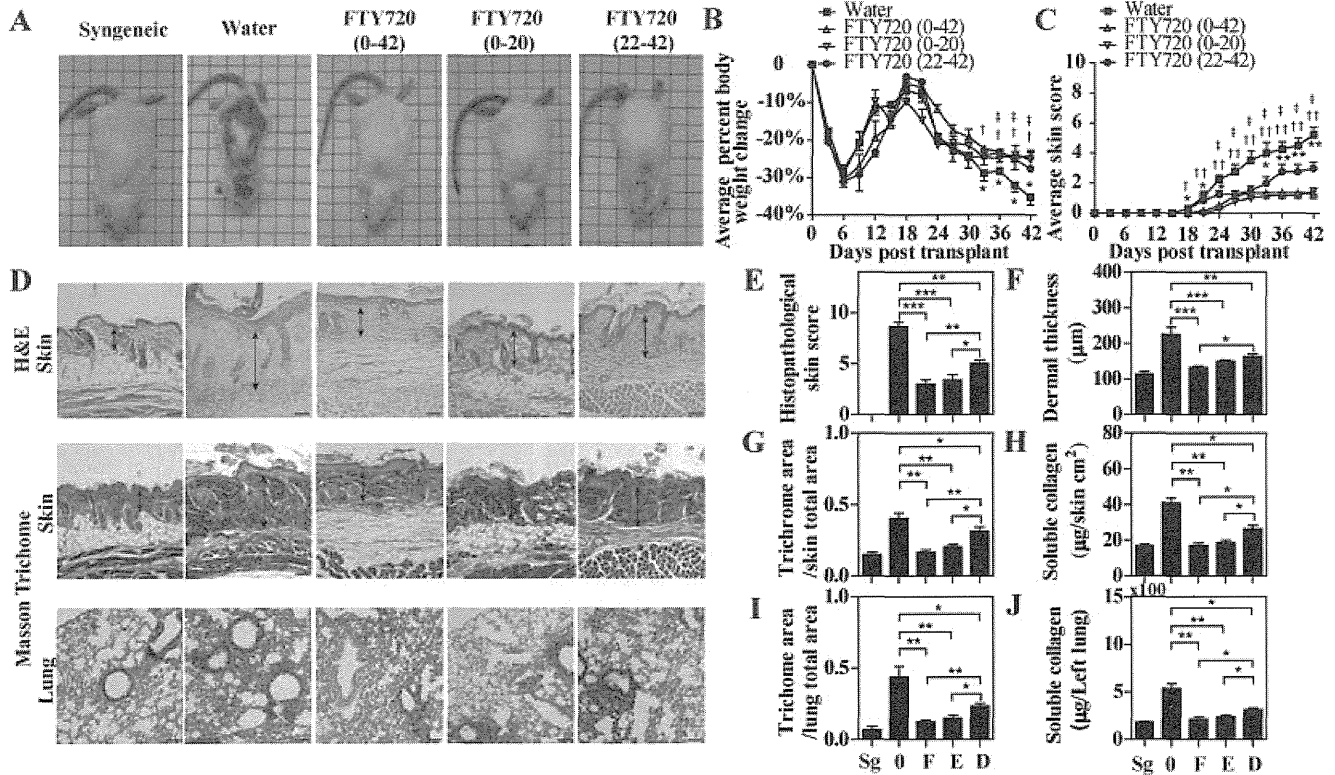 A
Syngeneic
Water
FTY720
(0-42)
FTY720
(0-20)
FTY720
(22-42)
B
Water
FTY720 (0-42)
FTY720 (0-20)
FTY720 (22-42)
Average percent body
weight change
0
-10%
-20%
-30%
-40%
0 6 12 18 24 30 36 42
Days post transplant
C
Water
FTY720 (0-42)
FTY720 (0-20)
FTY720 (22-42)
Average skin score
10
8
6
4
2
0
0 6 12 18 24 30 36 42
Days post transplant
D
H&E
Skin
Masson Trichome
Skin
Lung
E
Histopathological
skin score
10
5
0
** 
***
***
**
*
F
Dermal thickness
(μm)
400
300
200
100
0
**
***
***
*
G
Trichrome area
/skin total area
1.0
0.5
0.0
*
**
**
**
*
H
Soluble collagen
(μg/skin cm²)
80
60
40
20
0
*
**
**
*
*
I
Trichome area
/lung total area
1.0
0.5
0.0
*
**
**
**
*
Sg 0 F E D
J
Soluble collagen
(μg/Left lung)
x100
15
10
5
0
*
**
**
*
*
Sg 0 F E D